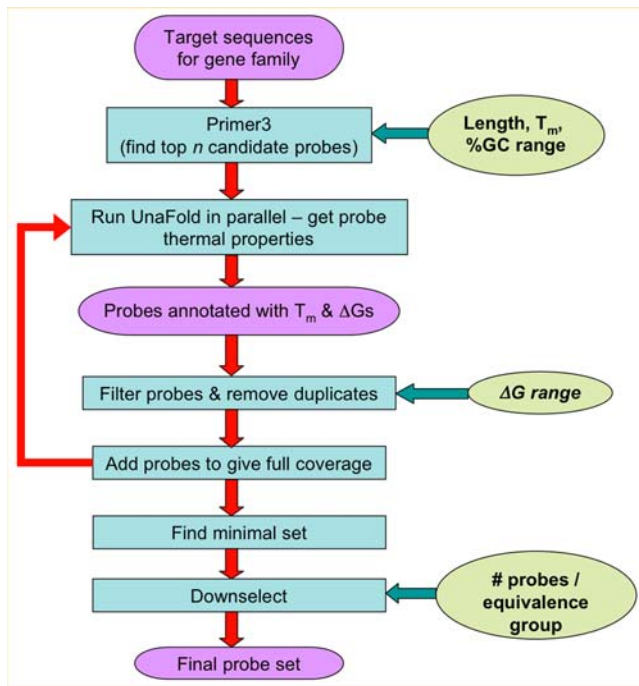 Target sequences
for gene family
Primer3
(find top n candidate probes)
Length, Tm,
%GC range
Run UnaFold in parallel – get probe
thermal properties
Probes annotated with Tm & ΔGs
Filter probes & remove duplicates
ΔG range
Add probes to give full coverage
Find minimal set
Downselect
# probes /
equivalence
group
Final probe set